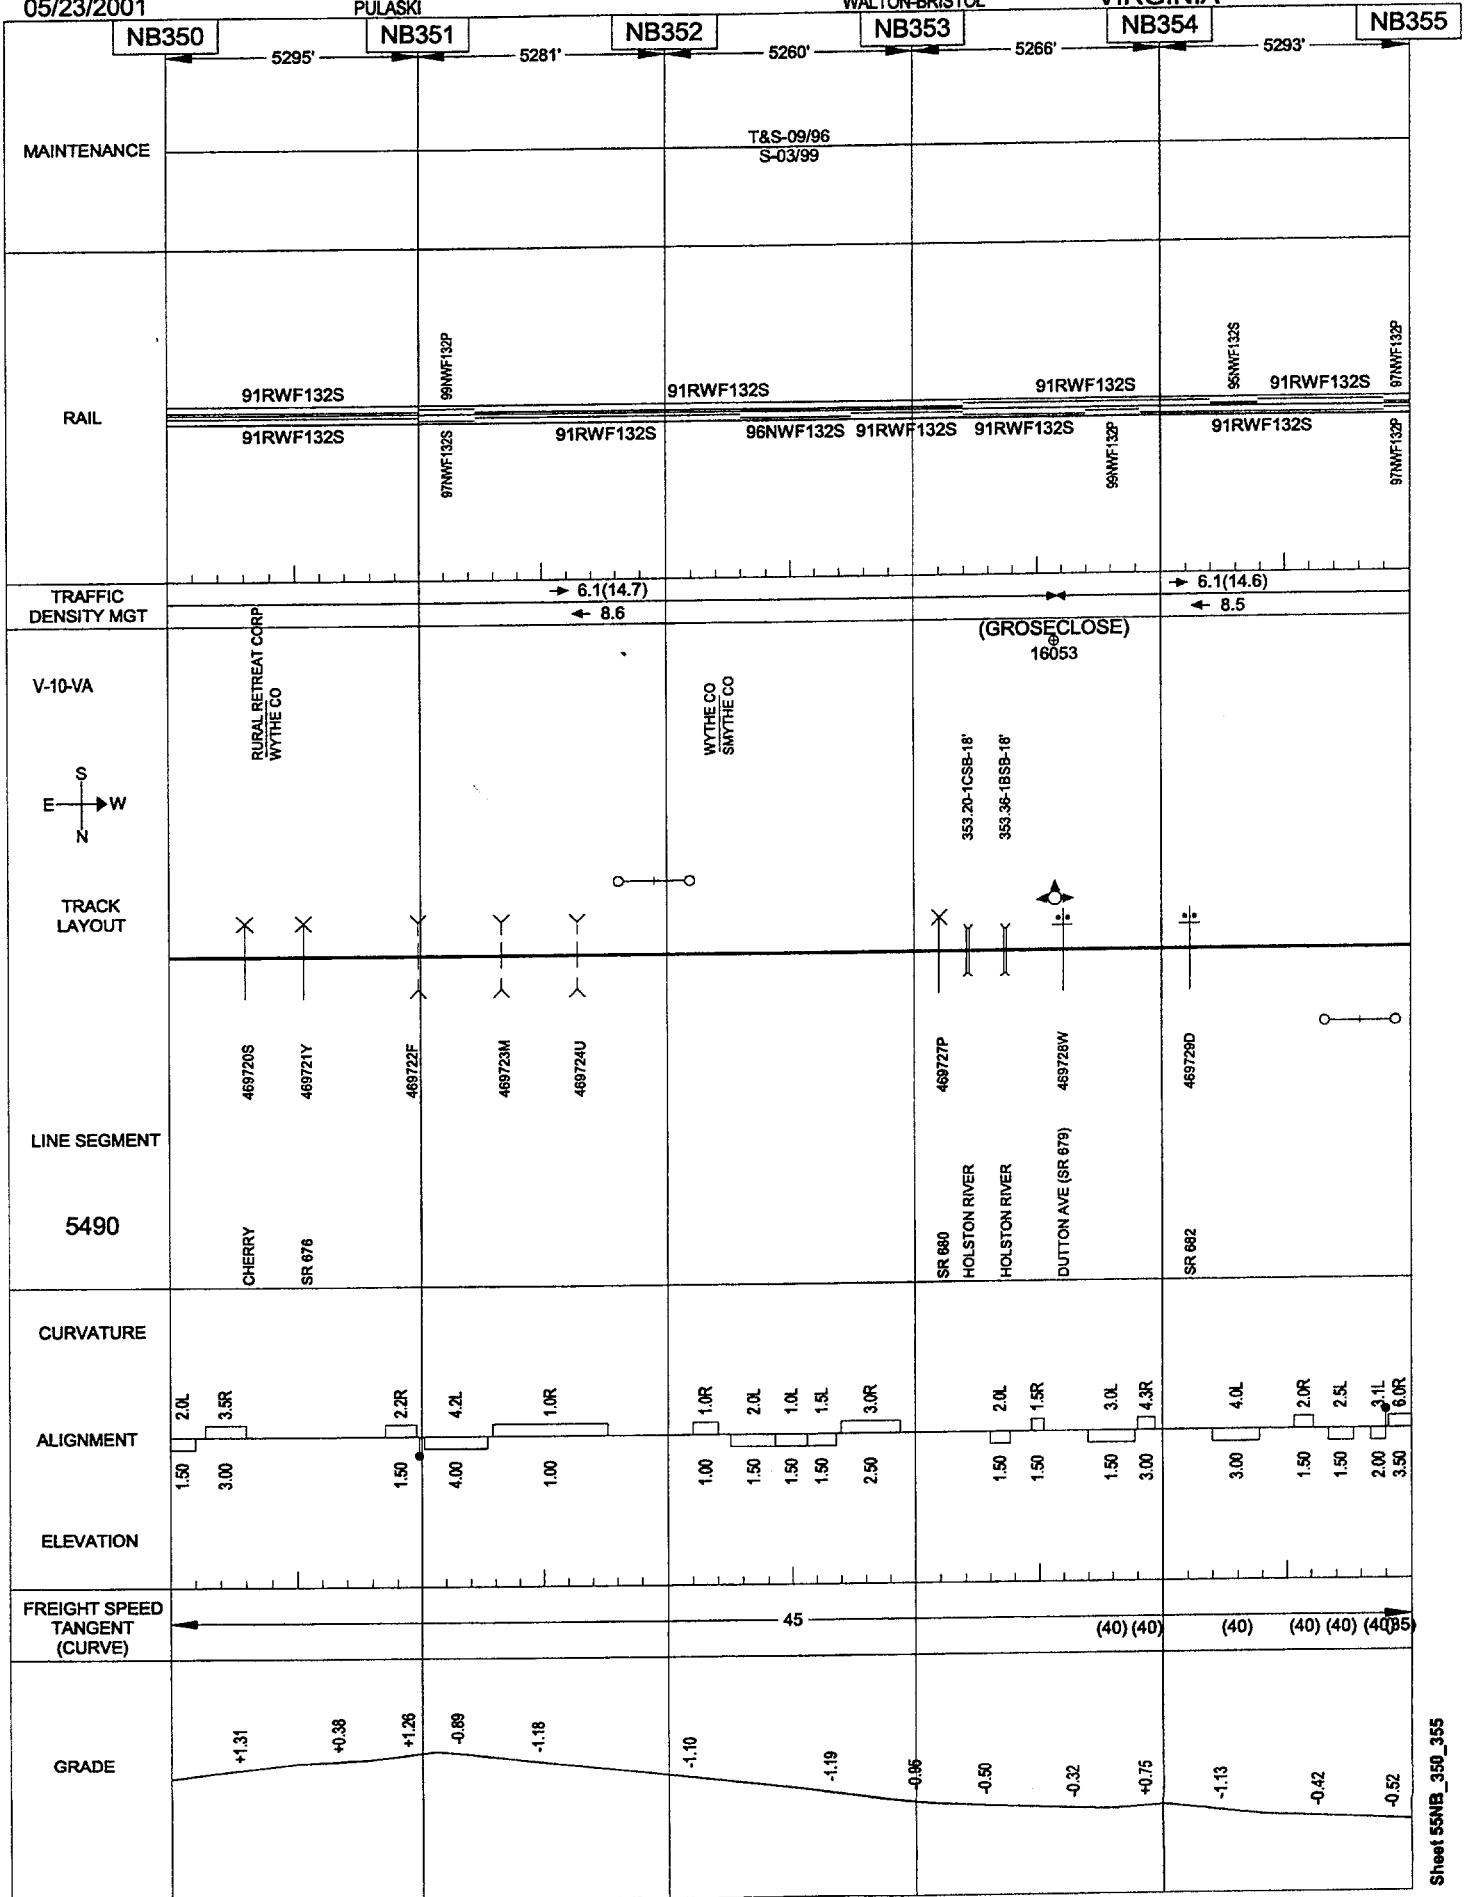 05/23/2001 PULASKI WALTON-BRISTOL VIRGINIA
NB350 NB351 NB352 NB353 NB354 NB355
5295' 5281' 5260' 5266' 5293'
MAINTENANCE
T&S-09/96
S-03/99
RAIL
99NWF132P 95NWF132S 97NWF132P
91RWF132S 91RWF132S 91RWF132S 91RWF132S
91RWF132S 91RWF132S 96NWF132S 91RWF132S 91RWF132S 91RWF132S
97NWF132S 99NWF132P 97NWF132P
TRAFFIC
DENSITY MGT
6.1(14.7) 6.1(14.6)
8.6 8.5
(GROSECLOSE)
16053
V-10-VA
RURAL RETREAT CORP
WYTHE CO
WYTHE CO
SMYTHE CO
353.20-1CSB-18'
353.36-1BSB-18'
S
E W
N
TRACK
LAYOUT
469720S 469721Y 469722F 469723M 469724U 469727P 469728W 469729D
LINE SEGMENT
5490
CHERRY
SR 676
SR 680
HOLSTON RIVER
HOLSTON RIVER
DUTTON AVE (SR 679)
SR 682
CURVATURE
2.0L 3.5R 2.2R 4.2L 1.0R 1.0R 2.0L 1.0L 1.5L 3.0R 2.0L 1.5R 3.0L 4.3R 4.0L 2.0R 2.5L 3.1L 6.0R
ALIGNMENT
1.50 3.00 1.50 4.00 1.00 1.00 1.50 1.50 1.50 2.50 1.50 1.50 1.50 3.00 3.00 1.50 1.50 2.00 3.50
ELEVATION
FREIGHT SPEED
TANGENT
(CURVE)
45
(40) (40) (40) (40) (40) (40) 35)
GRADE
+1.31 +0.38 +1.26 -0.89 -1.18 -1.10 -1.19 -0.95 -0.50 -0.32 +0.75 -1.13 -0.42 -0.52
Sheet 55NB_350_355